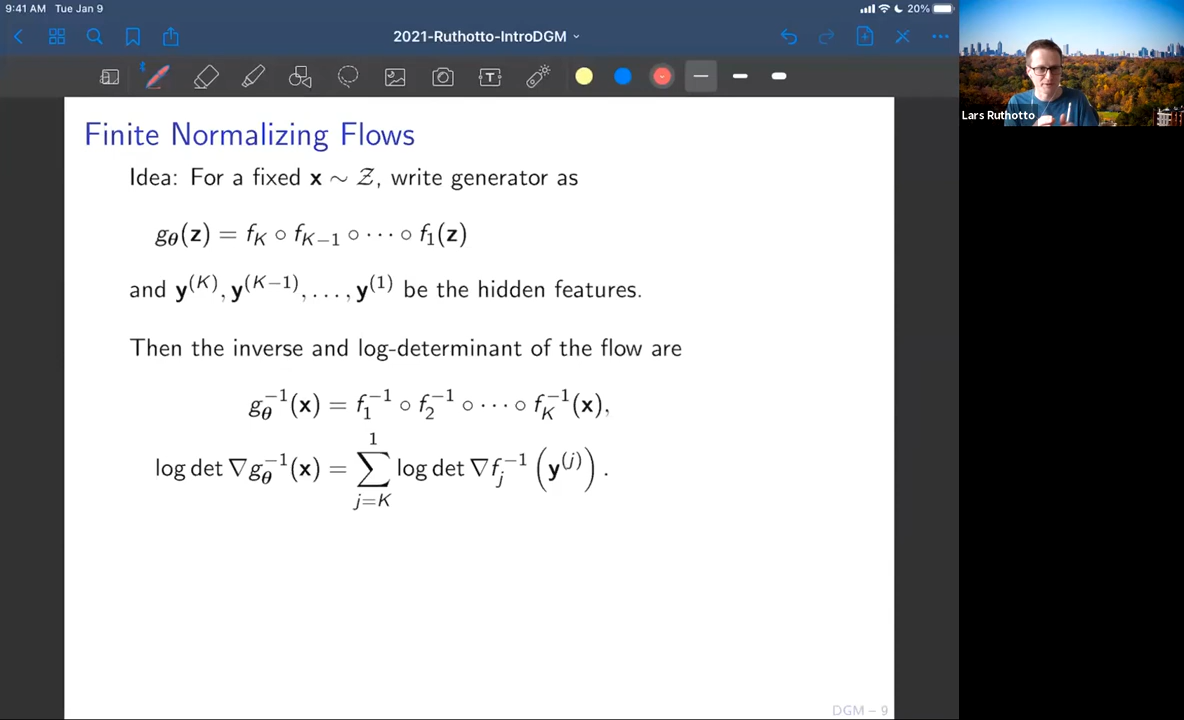 9:41 AM Tue Jan 9
20%
2021-Ruthotto-IntroDGM
T
Lars Ruthotto
Finite Normalizing Flows
Idea: For a fixed x ∼ 𝒵, write generator as
g_θ(z) = f_K ∘ f_{K−1} ∘ ⋯ ∘ f_1(z)
and y^(K), y^(K−1), …, y^(1) be the hidden features.
Then the inverse and log-determinant of the flow are
g_θ^{−1}(x) = f_1^{−1} ∘ f_2^{−1} ∘ ⋯ ∘ f_K^{−1}(x),
log det ∇g_θ^{−1}(x) = ∑_{j=K}^{1} log det ∇f_j^{−1} (y^(j)).
DGM – 9